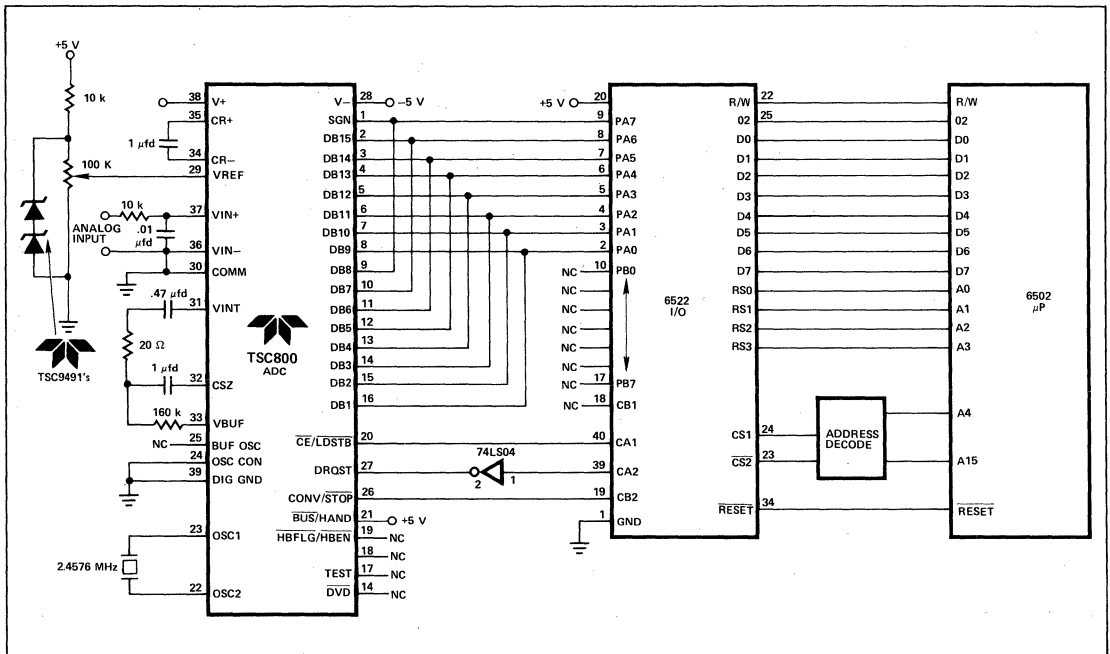 +5 V
10 k
100 K
TSC9491's
38 V+
35 CR+
1 µfd
34 CR−
29 VREF
10 k
37 VIN+
ANALOG INPUT
.01 µfd
36 VIN−
30 COMM
.47 µfd
31 VINT
20 Ω
1 µfd
32 CSZ
160 k
33 VBUF
NC 25 BUF OSC
24 OSC CON
39 DIG GND
23 OSC1
2.4576 MHz
22 OSC2
TSC800
ADC
V− 28 −5 V
SGN 1
DB15 2
DB14 3
DB13 4
DB12 5
DB11 6
DB10 7
DB9 8
DB8 9
DB7 10
DB6 11
DB5 12
DB4 13
DB3 14
DB2 15
DB1 16
CE/LDSTB 20
DRQST 27
CONV/STOP 26
BUS/HAND 21 +5 V
HBFLG/HBEN 19 NC
18 NC
TEST 17 NC
DVD 14 NC
74LS04
2 1
+5 V 20
9 PA7
8 PA6
7 PA5
6 PA4
5 PA3
4 PA2
3 PA1
2 PA0
NC 10 PB0
NC
NC
NC
NC
NC
NC 17 PB7
NC 18 CB1
40 CA1
39 CA2
19 CB2
1 GND
6522
I/O
R/W 22
02 25
D0
D1
D2
D3
D4
D5
D6
D7
RS0
RS1
RS2
RS3
CS1 24
CS2 23
RESET 34
ADDRESS
DECODE
R/W
02
D0
D1
D2
D3
D4
D5
D6
D7
A0
A1
A2
A3
A4
A15
RESET
6502
µP